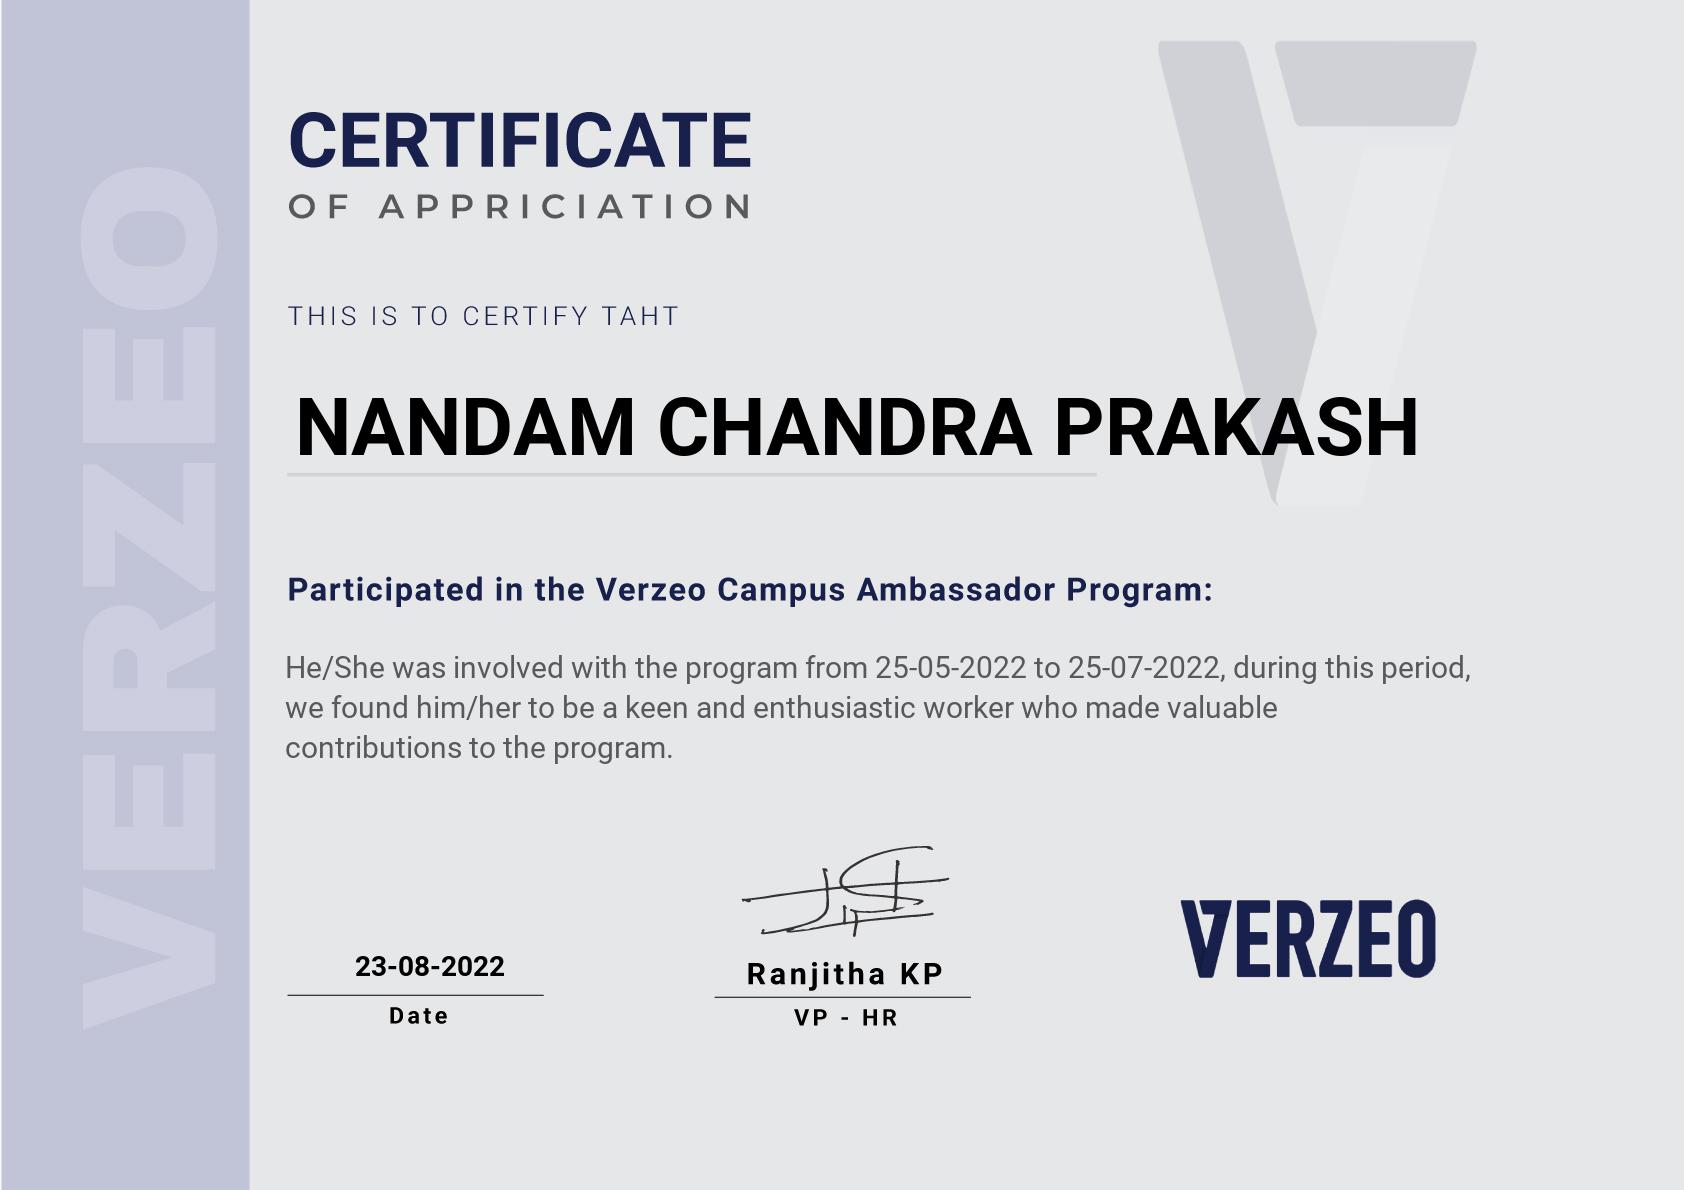 VERZEO
CERTIFICATE
OF APPRICIATION
THIS IS TO CERTIFY TAHT
NANDAM CHANDRA PRAKASH
Participated in the Verzeo Campus Ambassador Program:
He/She was involved with the program from 25-05-2022 to 25-07-2022, during this period,
we found him/her to be a keen and enthusiastic worker who made valuable
contributions to the program.
23-08-2022
Date
Ranjitha KP
VP - HR
VERZEO